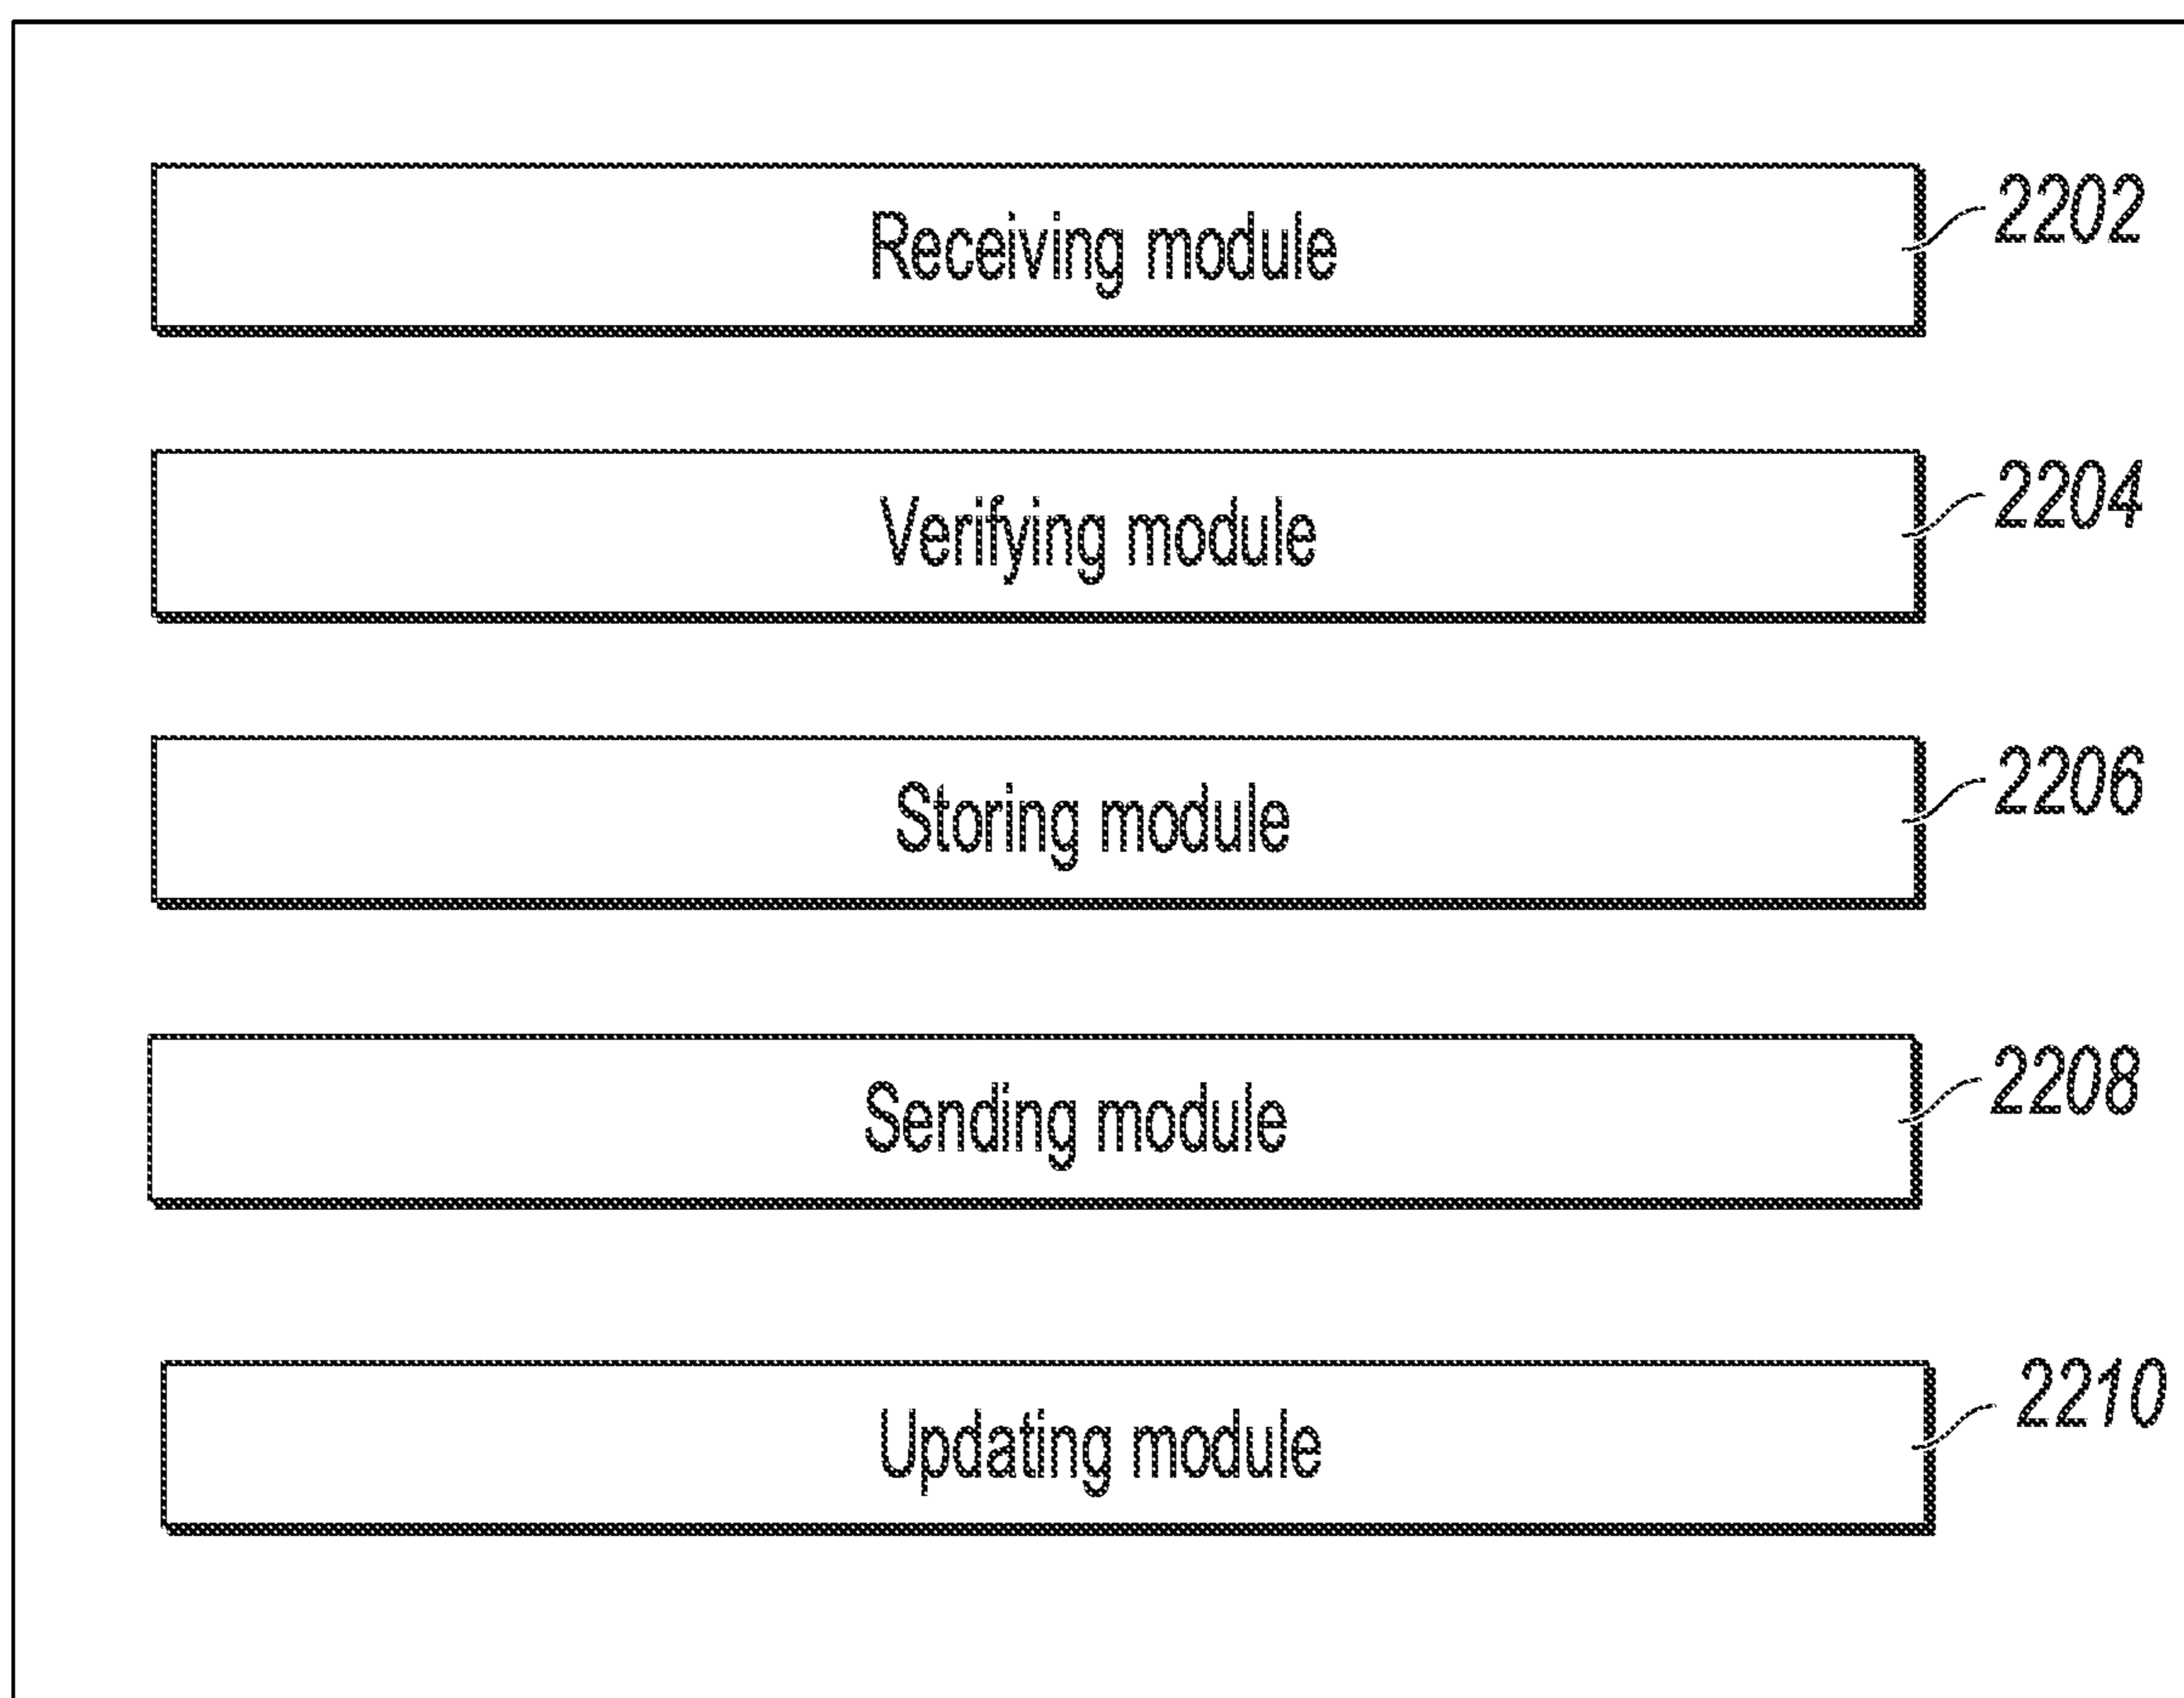 Receiving module 2202
Verifying module 2204
Storing module 2206
Sending module 2208
Updating module 2210